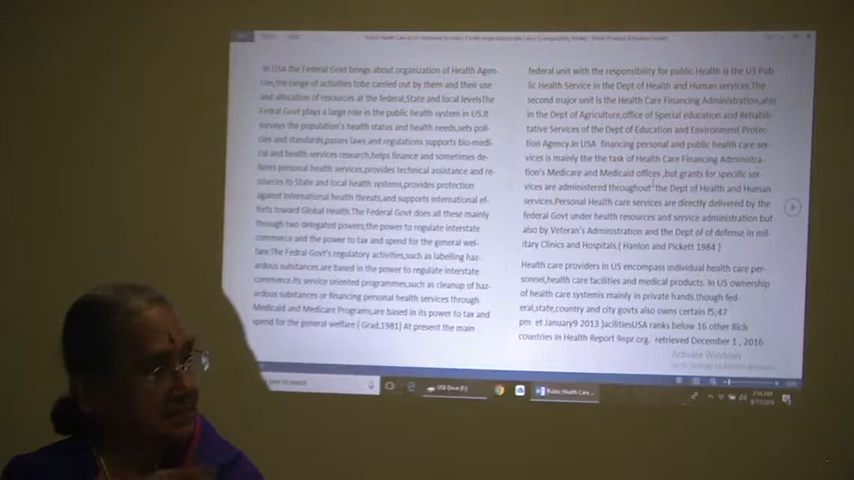 In USA the Federal Govt beings about organization of Health Agen-
cies,the range of activities tobe carried out by them and their use
and allocation of resources at the federal,State and local levelsThe
Fedral Govt plays a large role in the public health system in US.It
surveys the population's health status and health needs,sets poli-
cies and standards,passes laws and regulations supports bio-med-
ical and health services research,helps finance and sometimes de-
livers personal health services,provides technical assistance and re-
sources to State and local health systems,provides protection
against international health threats,and supports international ef-
forts toward Global Health.The Federal Govt does all these mainly
through two delegated powers,the power to regulate interstate
commerce and the power to tax and spend for the general wel-
fare.The Fedral Govt's regulatory activities,such as labelling haz-
ardous substances are based in the power to regulate interstate
commerce.Its service oriented programmes,such as cleanup of haz-
ardous substances or financing personal health services through
Medicaid and Medicare Programs,are based in its power to tax and
spend for the general welfare ( Grad,1981) At present the main
federal unit with the responsibility for public Health is the US Pub
lic Health Service in the Dept of Health and Human services.The
second major unit is the Health Care Financing Administration,also
in the Dept of Agriculture,office of Special education and Rehabili-
tative Services of the Dept of Education and Environment Protec-
tion Agency.In USA financing personal and public health care ser-
vices is mainly the the task of Health Care Financing Administra-
tion's Medicare and Medicaid offices ,but grants for specific ser-
vices are administered throughout the Dept of Health and Human
services.Personal Health care services are directly delivered by the
federal Govt under health resources and service administration but
also by Veteran's Administration and the Dept of of defense in mil-
itary Clinics and Hospitals.( Hanlon and Pickett 1984 )
Health care providers in US encompass individual health care per-
sonnel,health care facilities and medical products. In US ownership
of health care systemis mainly in private hands.though fed-
eral,state,country and city govts also owns certain f5;47
pm et January9 2013 )acilitiesUSA ranks below 16 other Rich
countries in Health Report 9npr.org. retrieved December 1 , 2016
Activate Windows
to search
USB Drive (F:)
Public Health Care ...